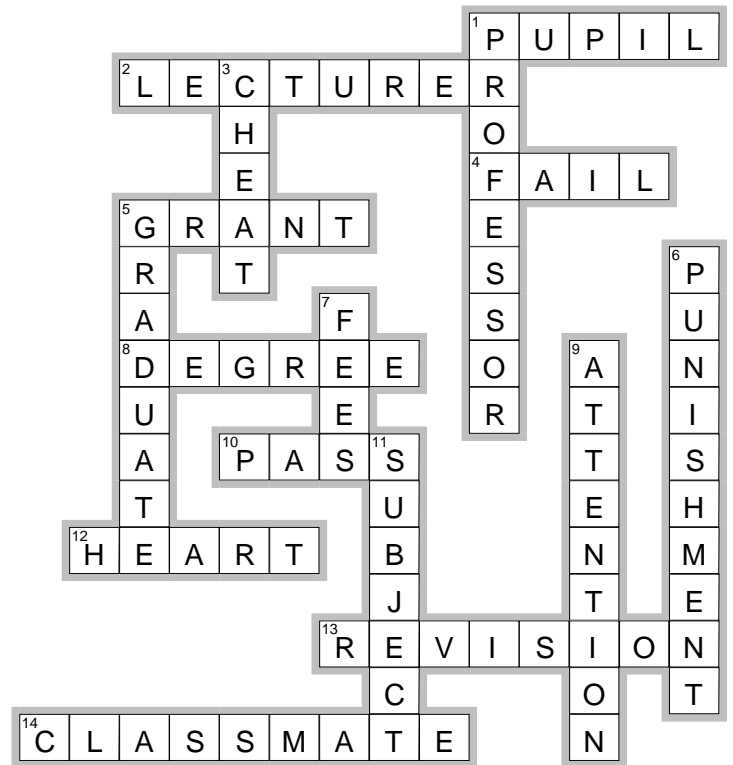 1 P U P I L
2 L E 3 C T U R E R
H O
E 4 F A I L
5 G R A N T E
R T S 6 P
A 7 F S U
8 D E G R E E O 9 A N
U E R T I
A 10 P A S 11 S T S
T U E H
12 H E A R T B N M
J T E
13 R E V I S I O N
C O T
14 C L A S S M A T E N